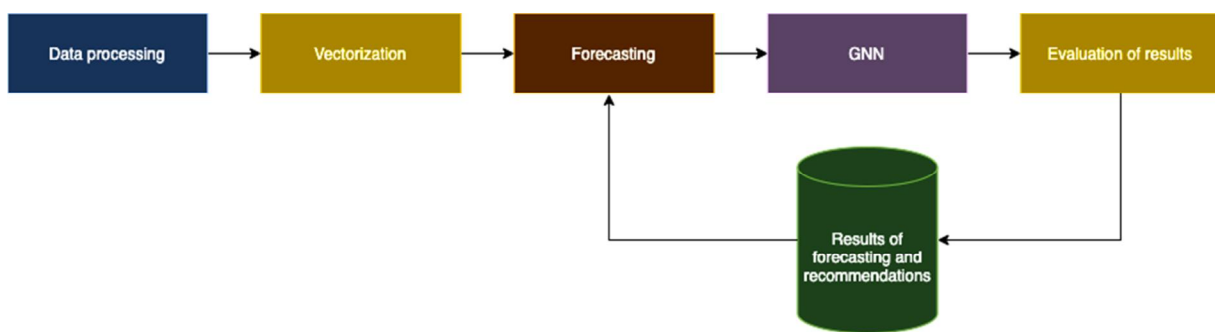 Data processing
Vectorization
Forecasting
GNN
Evaluation of results
Results of
forecasting and
recommendations